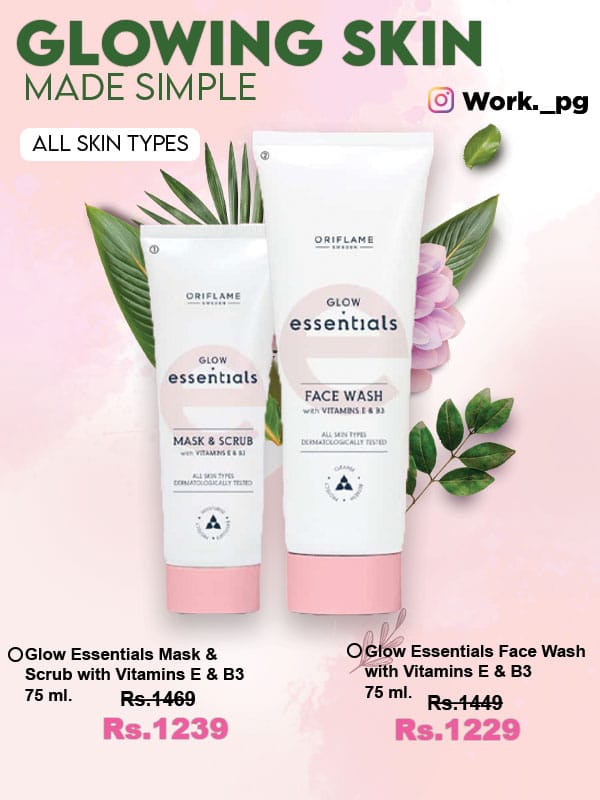 GLOWING SKIN
MADE SIMPLE
Work._pg
ALL SKIN TYPES
①
ORIFLAME
SWEDEN
GLOW
essentials
MASK & SCRUB
with VITAMINS E & B3
ALL SKIN TYPES
DERMATOLOGICALLY TESTED
②
ORIFLAME
SWEDEN
GLOW
essentials
FACE WASH
with VITAMINS E & B3
ALL SKIN TYPES
DERMATOLOGICALLY TESTED
Glow Essentials Mask &
Scrub with Vitamins E & B3
75 ml. Rs.1469
Rs.1239
Glow Essentials Face Wash
with Vitamins E & B3
75 ml. Rs.1449
Rs.1229